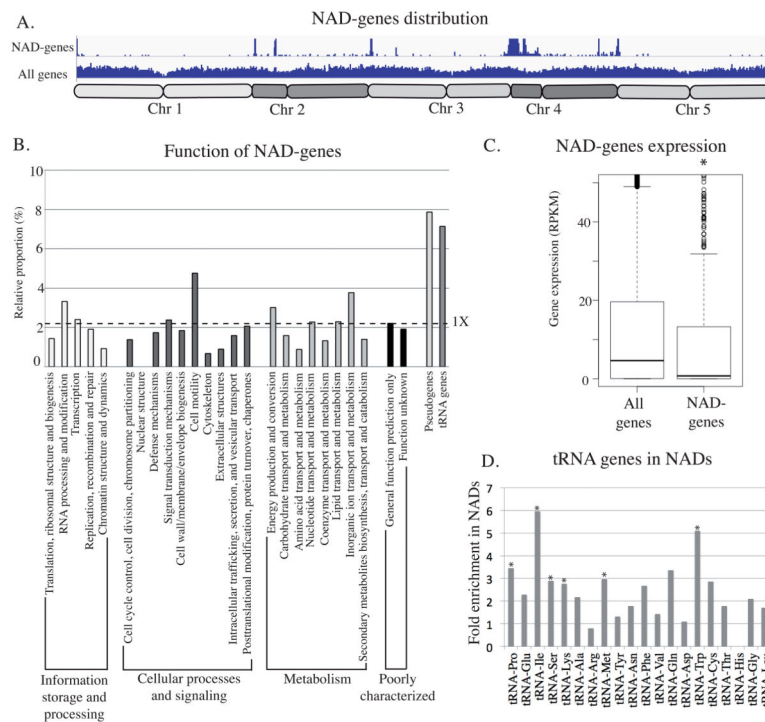 A.
NAD-genes distribution
NAD-genes
All genes
Chr 1
Chr 2
Chr 3
Chr 4
Chr 5
B.
Function of NAD-genes
Relative proportion (%)
10
8
6
4
2
0
1X
Translation, ribosomal structure and biogenesis
RNA processing and modification
Transcription
Replication, recombination and repair
Chromatin structure and dynamics
Cell cycle control, cell division, chromosome partitioning
Nuclear structure
Defense mechanisms
Signal transduction mechanisms
Cell wall/membrane/envelope biogenesis
Cell motility
Cytoskeleton
Extracellular structures
Intracellular trafficking, secretion, and vesicular transport
Posttranslational modification, protein turnover, chaperones
Energy production and conversion
Carbohydrate transport and metabolism
Amino acid transport and metabolism
Nucleotide transport and metabolism
Coenzyme transport and metabolism
Lipid transport and metabolism
Inorganic ion transport and metabolism
Secondary metabolites biosynthesis, transport and catabolism
General function prediction only
Function unknown
Pseudogenes
tRNA genes
Information
storage and
processing
Cellular processes
and signaling
Metabolism
Poorly
characterized
C.
NAD-genes expression
*
Gene expression (RPKM)
40
20
0
All
genes
NAD-
genes
D.
tRNA genes in NADs
Fold enrichment in NADs
7
6
5
4
3
2
1
0
*
*
*
*
*
*
tRNA-Pro
tRNA-Glu
tRNA-Ile
tRNA-Ser
tRNA-Lys
tRNA-Ala
tRNA-Arg
tRNA-Met
tRNA-Tyr
tRNA-Asn
tRNA-Phe
tRNA-Val
tRNA-Gln
tRNA-Asp
tRNA-Trp
tRNA-Cys
tRNA-Thr
tRNA-His
tRNA-Gly